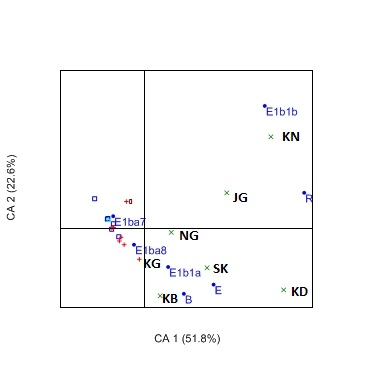 E1b1b
KN
JG
R
E1ba7
NG
E1ba8
KG
E1b1a
SK
KB
B
E
KD
CA 2 (22.6%)
CA 1 (51.8%)